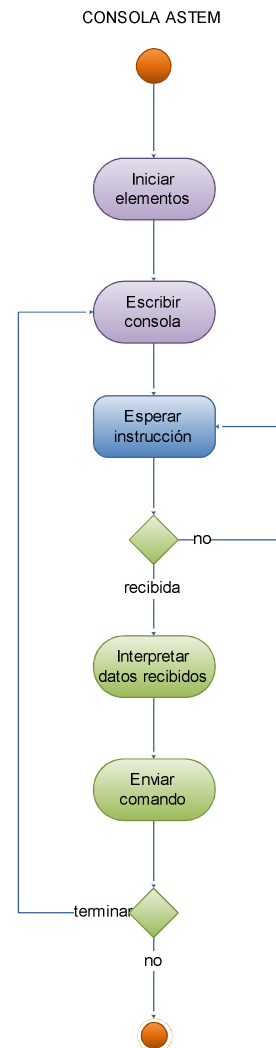 CONSOLA ASTEM
Iniciar
elementos
Escribir
consola
Esperar
instrucción
no
recibida
Interpretar
datos recibidos
Enviar
comando
terminar
no